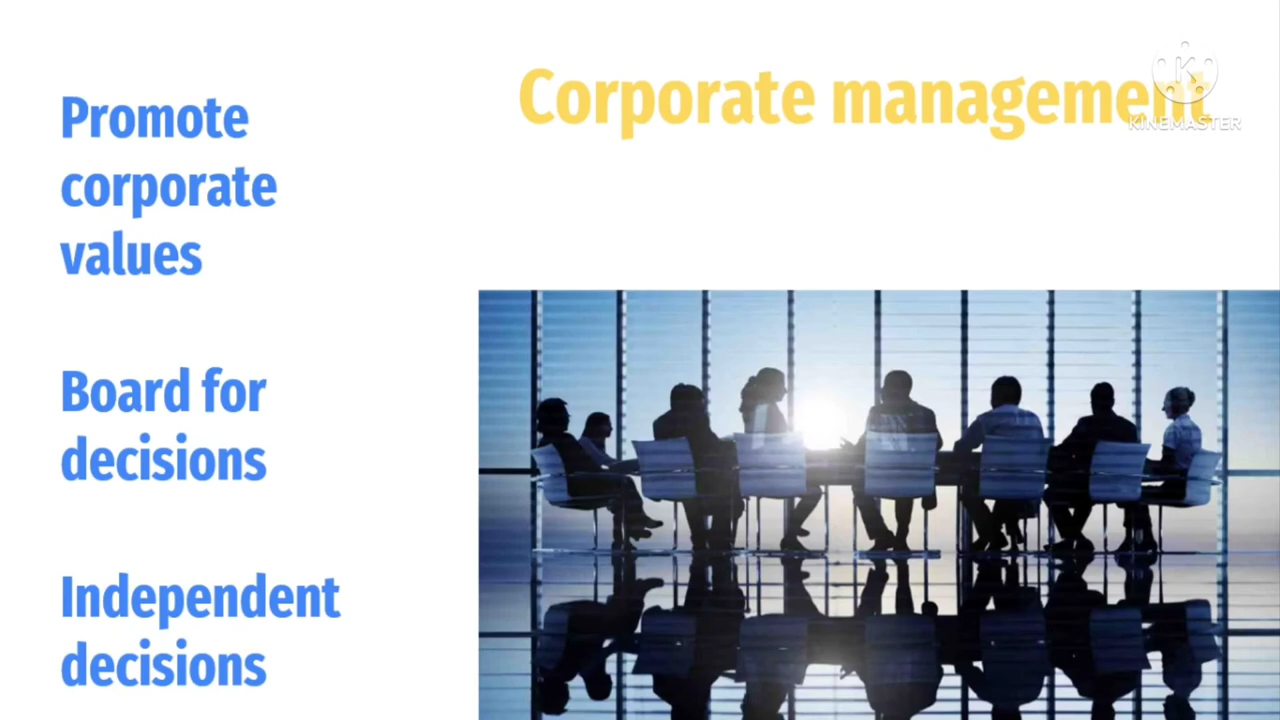 Corporate management
KINEMASTER
Promote
corporate
values
Board for
decisions
Independent
decisions